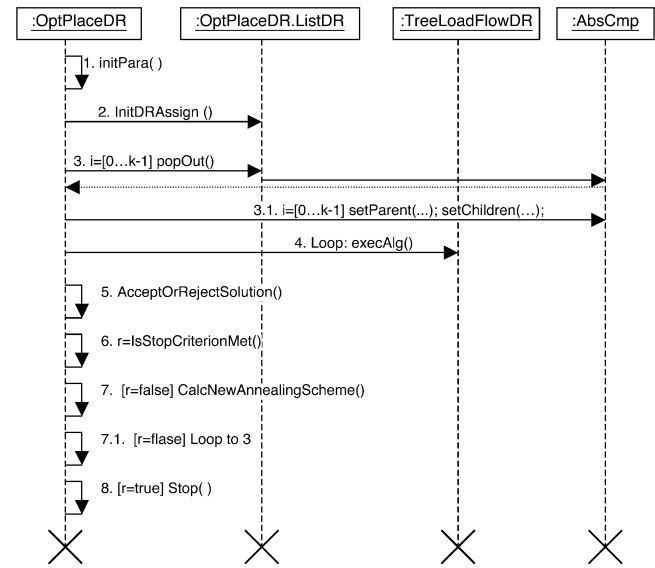 :OptPlaceDR :OptPlaceDR.ListDR :TreeLoadFlowDR :AbsCmp
1. initPara( )
2. InitDRAssign ()
3. i=[0…k-1] popOut()
3.1. i=[0…k-1] setParent(...); setChildren(…);
4. Loop: execAlg()
5. AcceptOrRejectSolution()
6. r=IsStopCriterionMet()
7. [r=false] CalcNewAnnealingScheme()
7.1. [r=flase] Loop to 3
8. [r=true] Stop( )